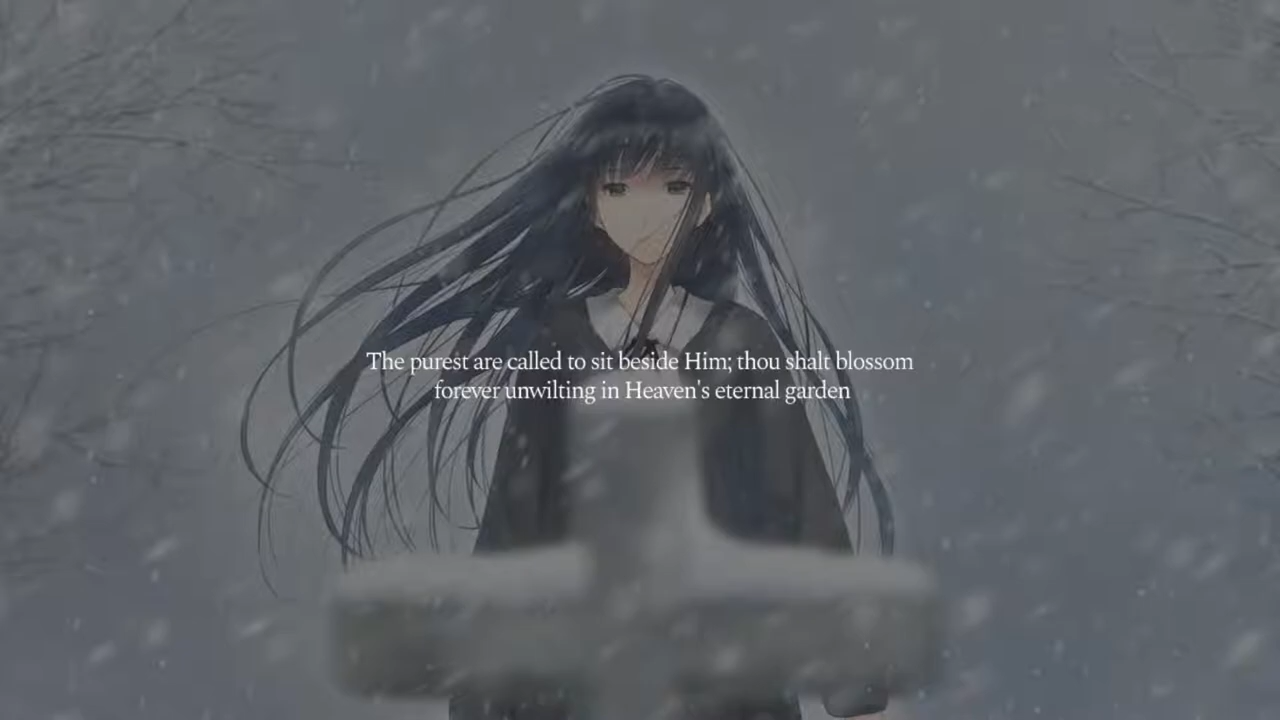 The purest are called to sit beside Him; thou shalt blossom
forever unwilting in Heaven's eternal garden